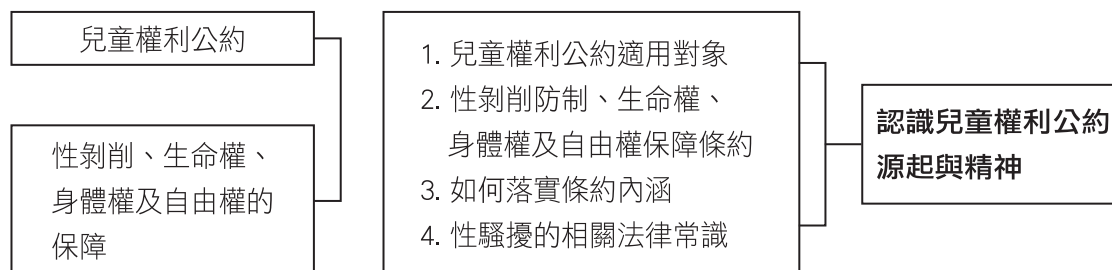 兒童權利公約
性剝削、生命權、
身體權及自由權的
保障
1. 兒童權利公約適用對象
2. 性剝削防制、生命權、
身體權及自由權保障條約
3. 如何落實條約內涵
4. 性騷擾的相關法律常識
認識兒童權利公約
源起與精神